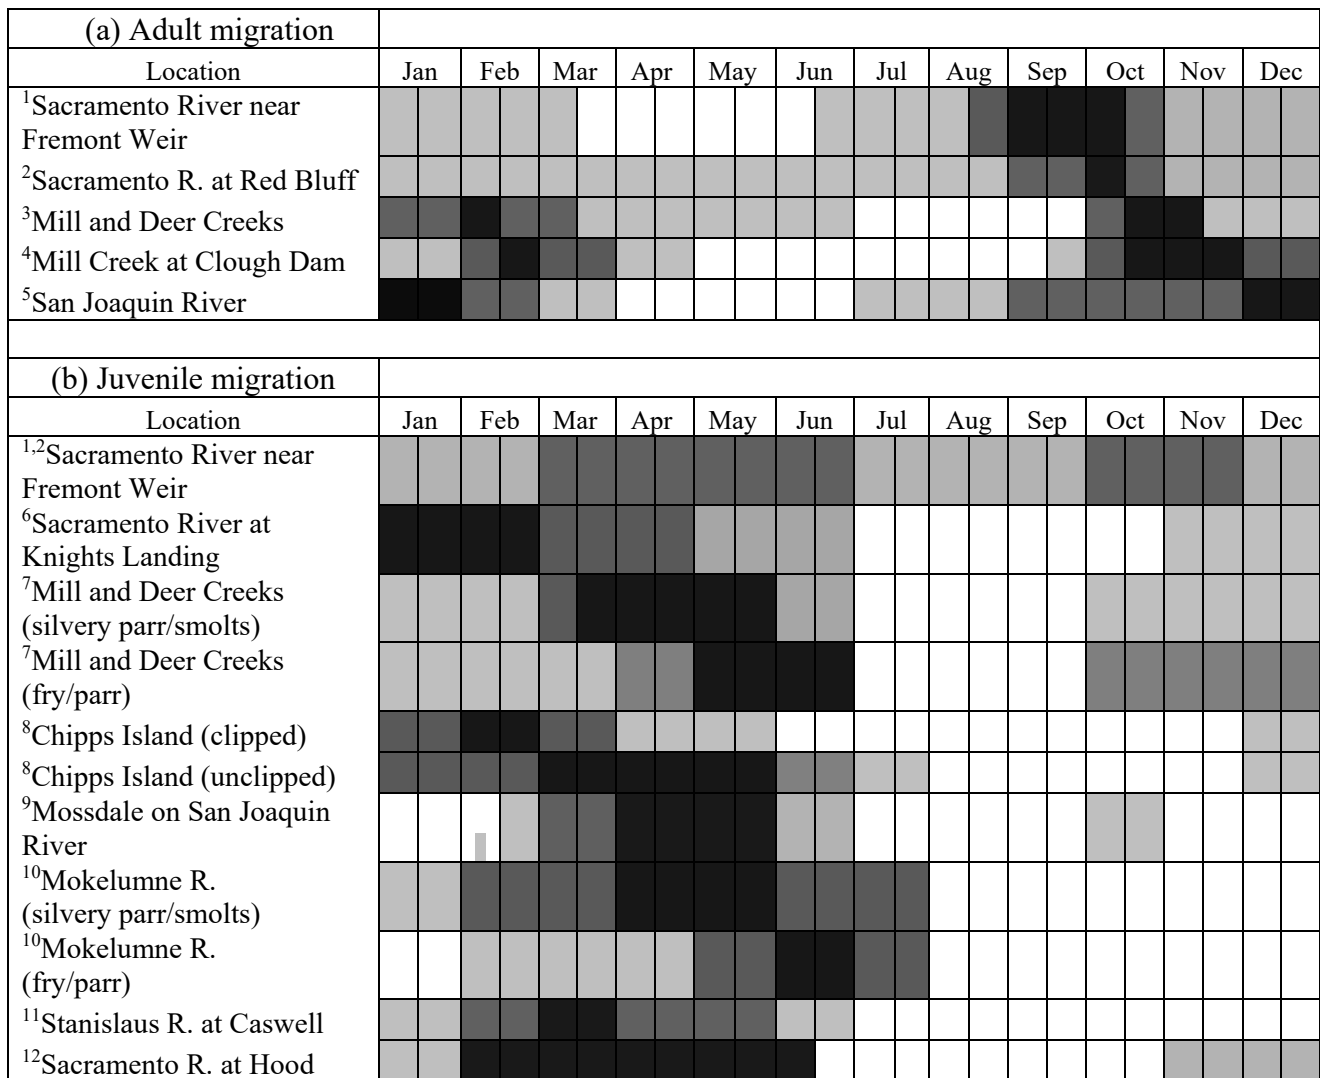 (a) Adult migration
Location Jan Feb Mar Apr May Jun Jul Aug Sep Oct Nov Dec
¹Sacramento River near
Fremont Weir
²Sacramento R. at Red Bluff
³Mill and Deer Creeks
⁴Mill Creek at Clough Dam
⁵San Joaquin River
(b) Juvenile migration
Location Jan Feb Mar Apr May Jun Jul Aug Sep Oct Nov Dec
¹,²Sacramento River near
Fremont Weir
⁶Sacramento River at
Knights Landing
⁷Mill and Deer Creeks
(silvery parr/smolts)
⁷Mill and Deer Creeks
(fry/parr)
⁸Chipps Island (clipped)
⁸Chipps Island (unclipped)
⁹Mossdale on San Joaquin
River
¹⁰Mokelumne R.
(silvery parr/smolts)
¹⁰Mokelumne R.
(fry/parr)
¹¹Stanislaus R. at Caswell
¹²Sacramento R. at Hood